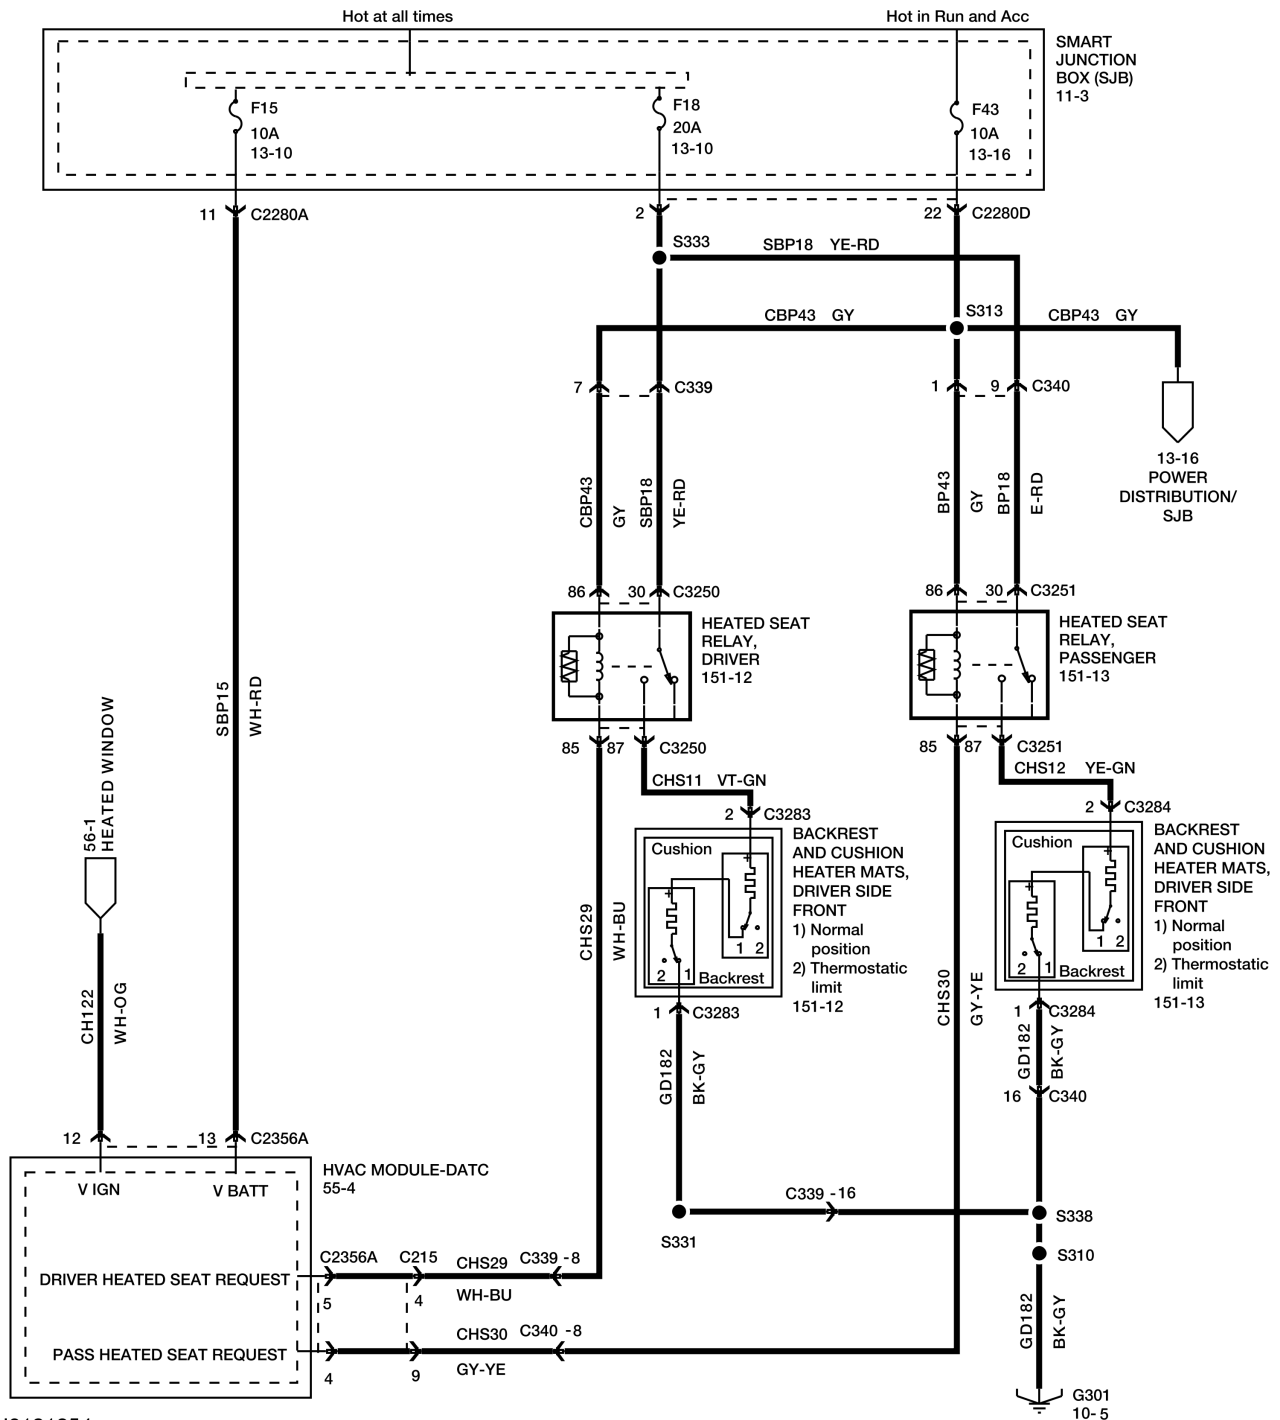 Hot at all times
Hot in Run and Acc
SMART
JUNCTION
BOX (SJB)
11-3
F15
10A
13-10
F18
20A
13-10
F43
10A
13-16
11
C2280A
2
22
C2280D
S333
SBP18 YE-RD
CBP43 GY
S313
CBP43 GY
7
C339
1
9
C340
13-16
POWER
DISTRIBUTION/
SJB
CBP43
GY
SBP18
YE-RD
BP43
GY
BP18
E-RD
86
30
C3250
86
30
C3251
HEATED SEAT
RELAY,
DRIVER
151-12
HEATED SEAT
RELAY,
PASSENGER
151-13
SBP15
WH-RD
56-1
HEATED WINDOW
85
87
C3250
85
87
C3251
CHS11 VT-GN
CHS12 YE-GN
2
C3283
2
C3284
Cushion
+
+
1 2
2 1
Backrest
BACKREST
AND CUSHION
HEATER MATS,
DRIVER SIDE
FRONT
1) Normal
position
2) Thermostatic
limit
151-12
Cushion
+
+
1 2
2 1
Backrest
BACKREST
AND CUSHION
HEATER MATS,
DRIVER SIDE
FRONT
1) Normal
position
2) Thermostatic
limit
151-13
CHS29
WH-BU
CHS30
GY-YE
CH122
WH-OG
1
C3283
1
C3284
GD182
BK-GY
GD182
BK-GY
16
C340
12
13
C2356A
HVAC MODULE-DATC
55-4
V IGN
V BATT
C339 -16
S331
S338
S310
DRIVER HEATED SEAT REQUEST
C2356A
C215
CHS29
C339 -8
5
4
WH-BU
PASS HEATED SEAT REQUEST
CHS30
C340 -8
4
9
GY-YE
GD182
BK-GY
G301
10-5